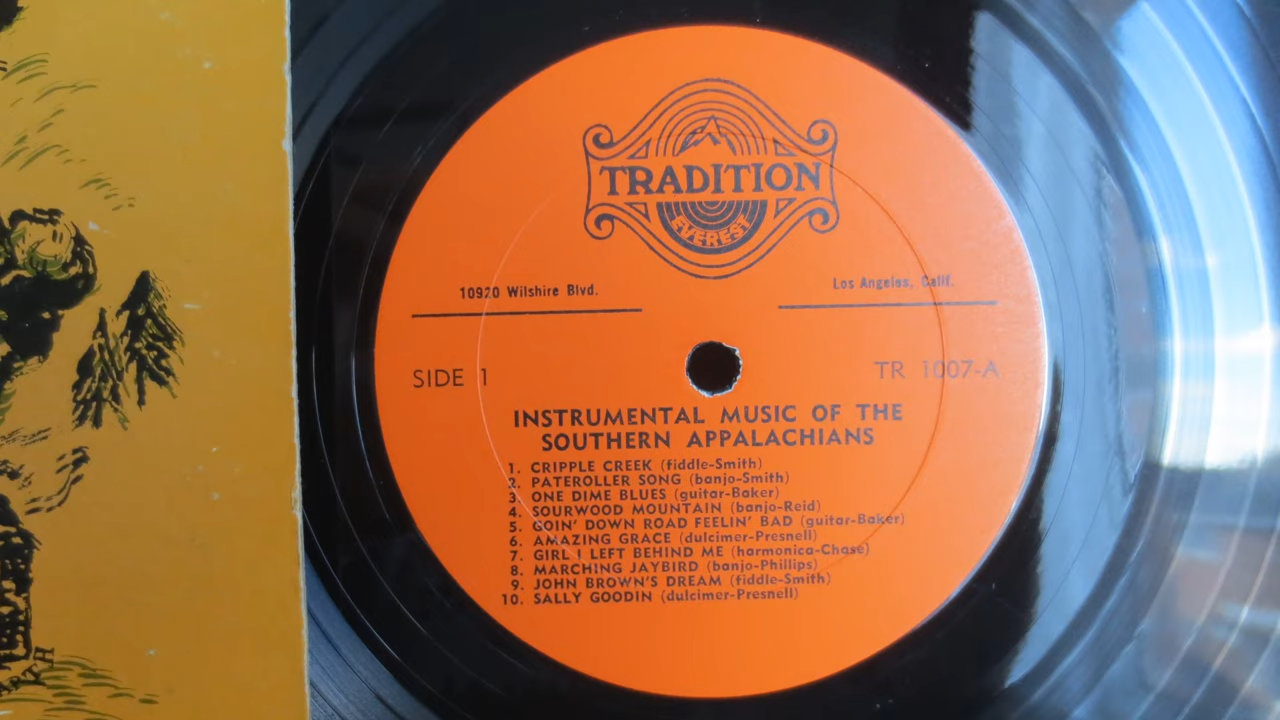 TRADITION
EVEREST
10920 Wilshire Blvd.
Los Angeles, Calif.
SIDE 1
TR 1007-A
INSTRUMENTAL MUSIC OF THE
SOUTHERN APPALACHIANS
1. CRIPPLE CREEK (fiddle-Smith)
2. PATEROLLER SONG (banjo-Smith)
3. ONE DIME BLUES (guitar-Baker)
4. SOURWOOD MOUNTAIN (banjo-Reid)
5. GOIN' DOWN ROAD FEELIN' BAD (guitar-Baker)
6. AMAZING GRACE (dulcimer-Presnell)
7. GIRL I LEFT BEHIND ME (harmonica-Chase)
8. MARCHING JAYBIRD (banjo-Phillips)
9. JOHN BROWN'S DREAM (fiddle-Smith)
10. SALLY GOODIN (dulcimer-Presnell)